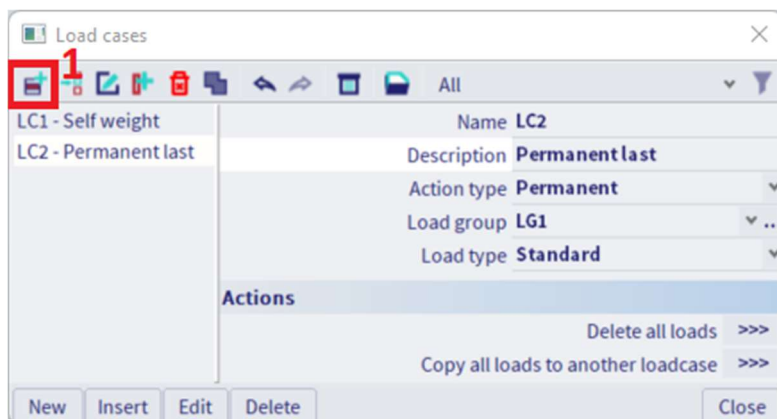 Load cases
1
All
LC1 - Self weight
LC2 - Permanent last
Name LC2
Description Permanent last
Action type Permanent
Load group LG1
Load type Standard
Actions
Delete all loads >>>
Copy all loads to another loadcase >>>
New Insert Edit Delete Close